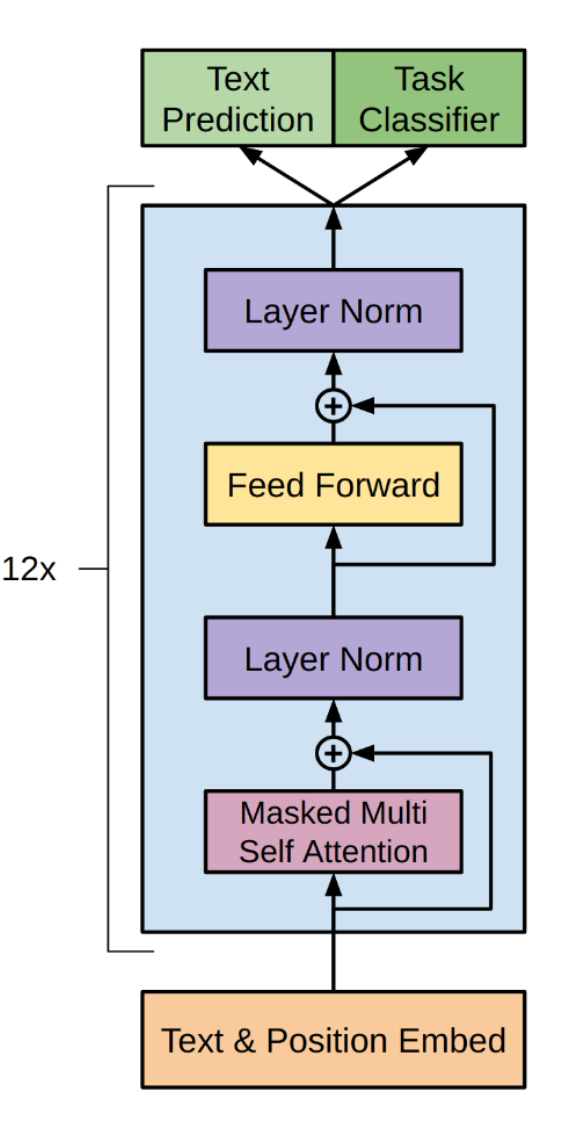 Text
Prediction
Task
Classifier
Layer Norm
Feed Forward
12x
Layer Norm
Masked Multi
Self Attention
Text & Position Embed